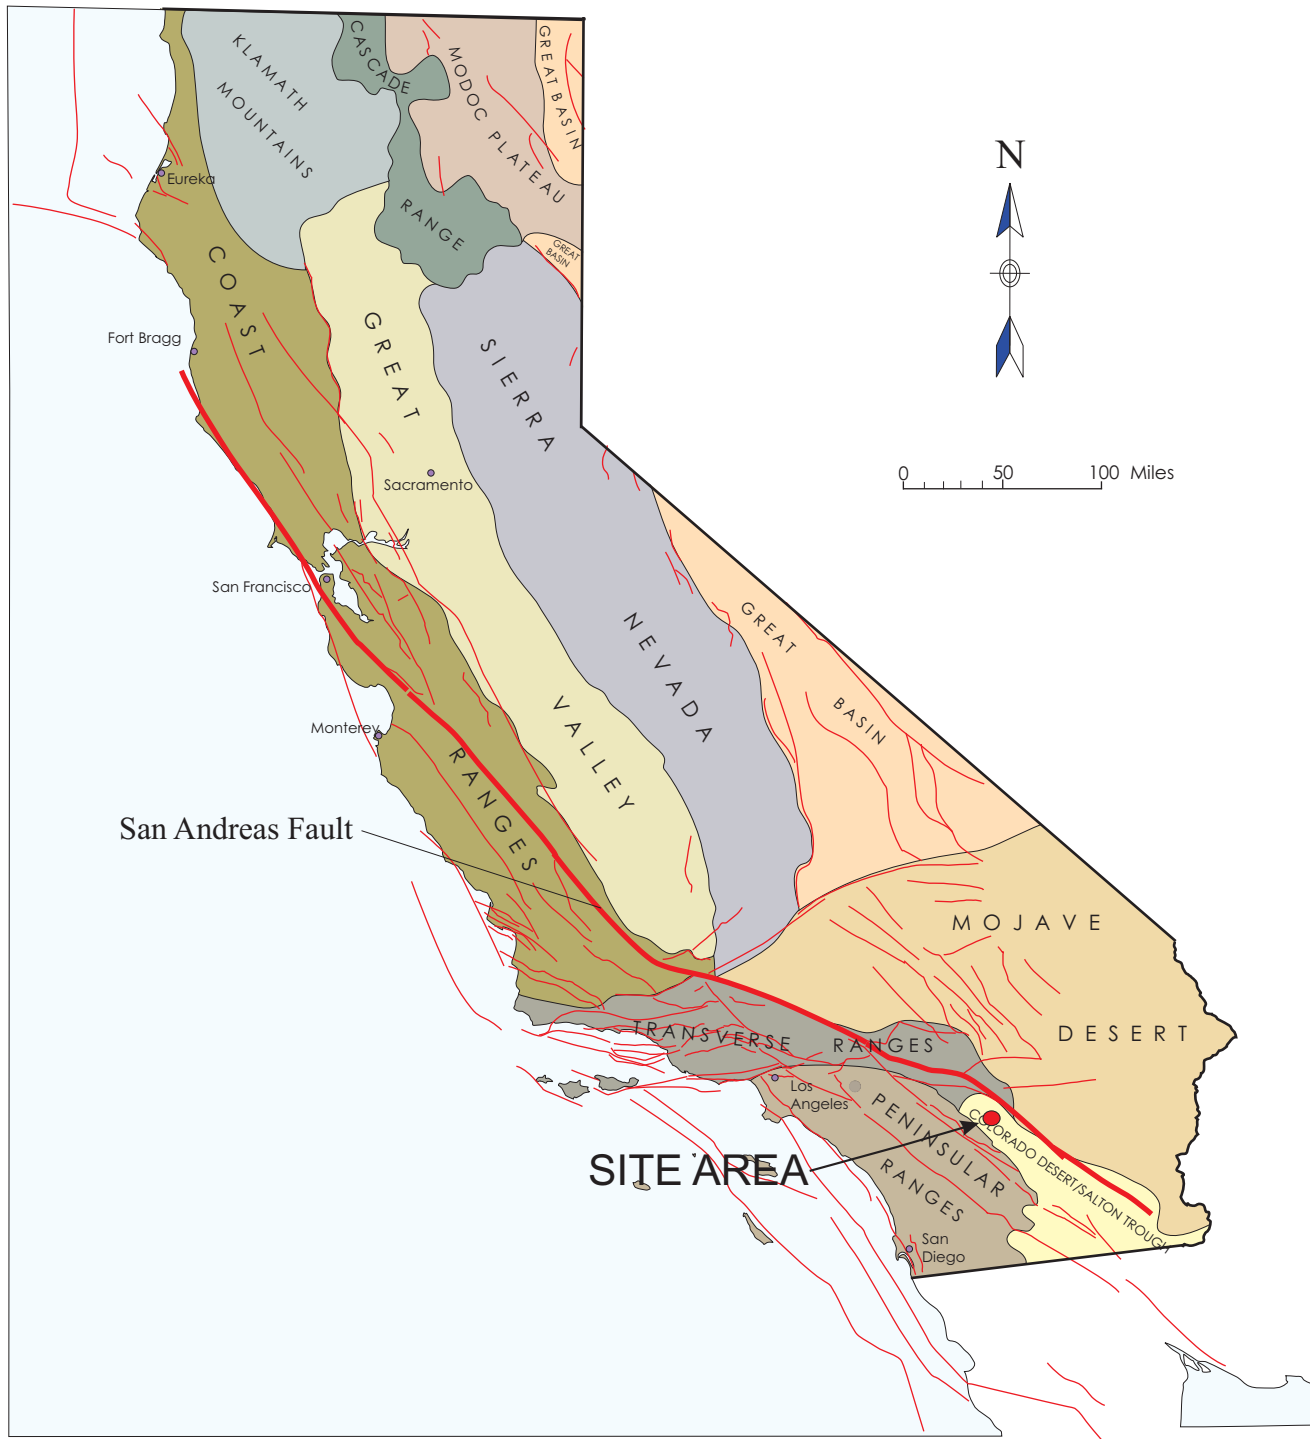 KLAMATH
MOUNTAINS
CASCADE
RANGE
MODOC PLATEAU
GREAT BASIN
GREAT
BASIN
N
Eureka
COAST
RANGES
Fort Bragg
GREAT
VALLEY
SIERRA
NEVADA
0 50 100 Miles
Sacramento
San Francisco
GREAT
BASIN
Monterey
San Andreas Fault
MOJAVE
DESERT
TRANSVERSE RANGES
Los
Angeles
PENINSULAR
RANGES
COLORADO DESERT/SALTON TROUGH
SITE AREA
San
Diego